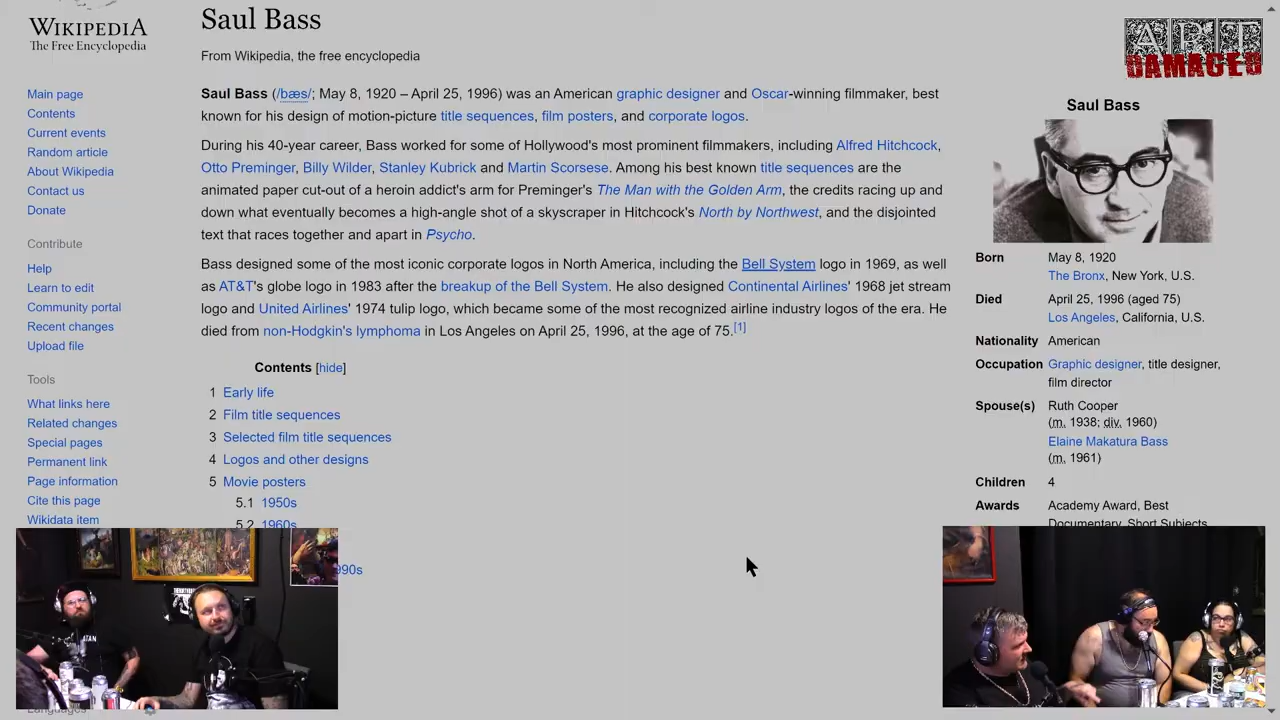 WIKIPEDIA
The Free Encyclopedia
Main page
Contents
Current events
Random article
About Wikipedia
Contact us
Donate
Contribute
Help
Learn to edit
Community portal
Recent changes
Upload file
Tools
What links here
Related changes
Special pages
Permanent link
Page information
Cite this page
Wikidata item
Languages
Saul Bass
From Wikipedia, the free encyclopedia
Saul Bass (/bæs/; May 8, 1920 – April 25, 1996) was an American graphic designer and Oscar-winning filmmaker, best
known for his design of motion-picture title sequences, film posters, and corporate logos.
During his 40-year career, Bass worked for some of Hollywood's most prominent filmmakers, including Alfred Hitchcock,
Otto Preminger, Billy Wilder, Stanley Kubrick and Martin Scorsese. Among his best known title sequences are the
animated paper cut-out of a heroin addict's arm for Preminger's The Man with the Golden Arm, the credits racing up and
down what eventually becomes a high-angle shot of a skyscraper in Hitchcock's North by Northwest, and the disjointed
text that races together and apart in Psycho.
Bass designed some of the most iconic corporate logos in North America, including the Bell System logo in 1969, as well
as AT&T's globe logo in 1983 after the breakup of the Bell System. He also designed Continental Airlines' 1968 jet stream
logo and United Airlines' 1974 tulip logo, which became some of the most recognized airline industry logos of the era. He
died from non-Hodgkin's lymphoma in Los Angeles on April 25, 1996, at the age of 75.[1]
Contents [hide]
1 Early life
2 Film title sequences
3 Selected film title sequences
4 Logos and other designs
5 Movie posters
5.1 1950s
5.2 1960s
990s
ART
DAMAGED
Saul Bass
Born May 8, 1920
The Bronx, New York, U.S.
Died April 25, 1996 (aged 75)
Los Angeles, California, U.S.
Nationality American
Occupation Graphic designer, title designer,
film director
Spouse(s) Ruth Cooper
(m. 1938; div. 1960)
Elaine Makatura Bass
(m. 1961)
Children 4
Awards Academy Award, Best
Documentary, Short Subjects